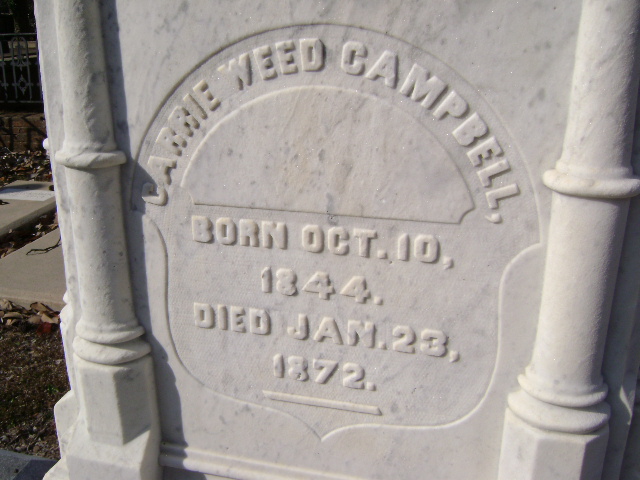 CARRIE WEED CAMPBELL,
BORN OCT. 10,
1844.
DIED JAN. 23,
1872.